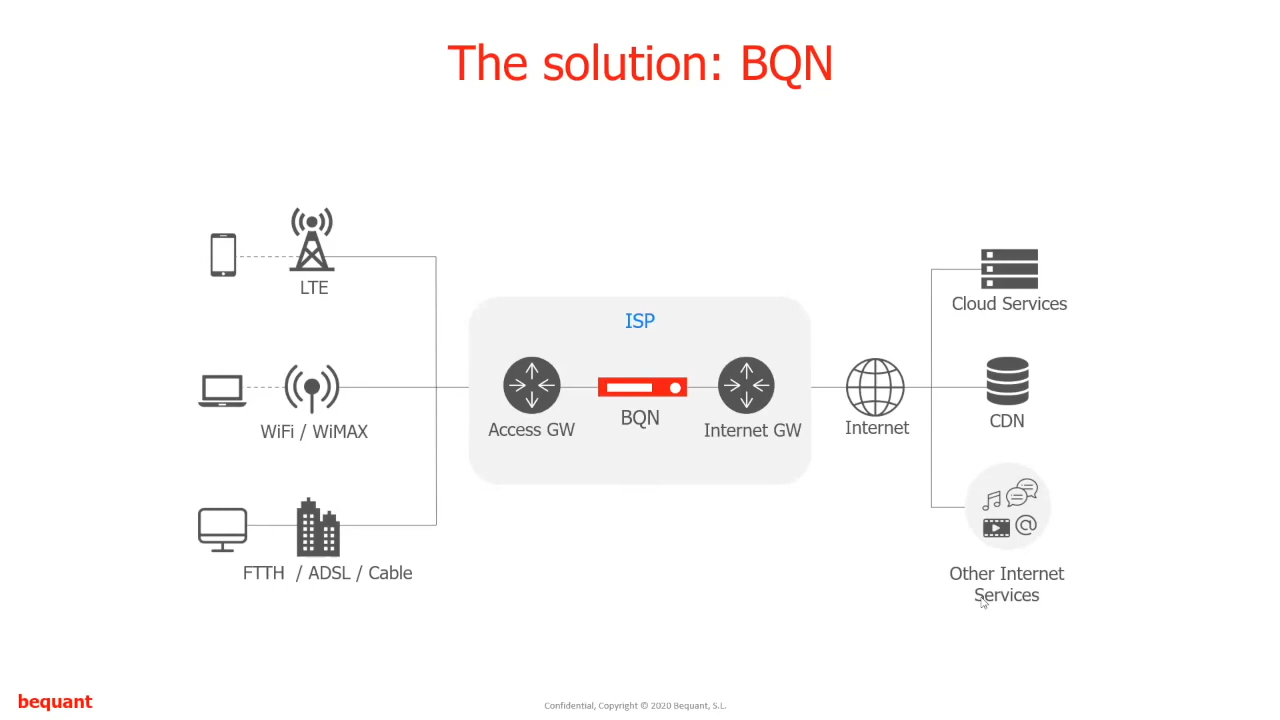 The solution: BQN
LTE
WiFi / WiMAX
FTTH / ADSL / Cable
ISP
Access GW
BQN
Internet GW
Internet
Cloud Services
CDN
@
Other Internet
Services
bequant
Confidential, Copyright © 2020 Bequant, S.L.